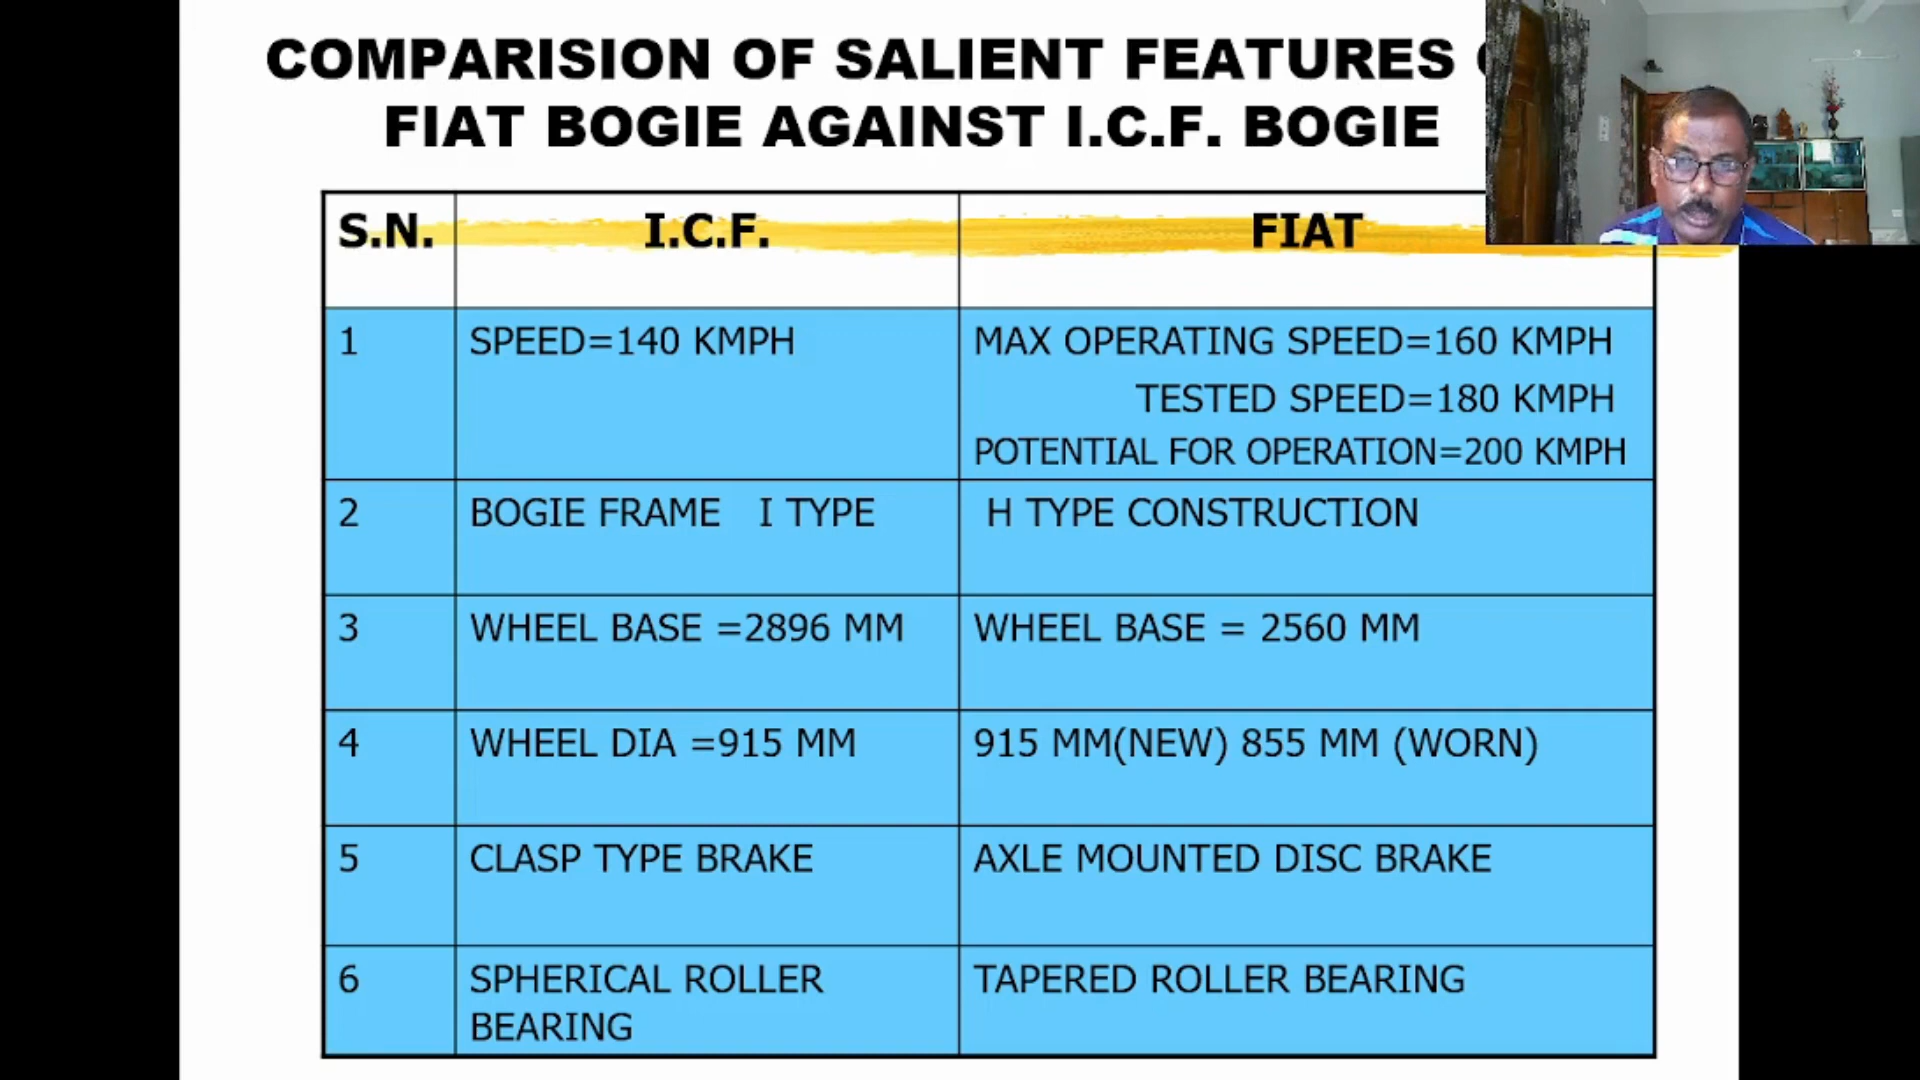 COMPARISION OF SALIENT FEATURES
FIAT BOGIE AGAINST I.C.F. BOGIE
S.N. I.C.F. FIAT
1 SPEED=140 KMPH MAX OPERATING SPEED=160 KMPH
TESTED SPEED=180 KMPH
POTENTIAL FOR OPERATION=200 KMPH
2 BOGIE FRAME I TYPE H TYPE CONSTRUCTION
3 WHEEL BASE =2896 MM WHEEL BASE = 2560 MM
4 WHEEL DIA =915 MM 915 MM(NEW) 855 MM (WORN)
5 CLASP TYPE BRAKE AXLE MOUNTED DISC BRAKE
6 SPHERICAL ROLLER TAPERED ROLLER BEARING
BEARING